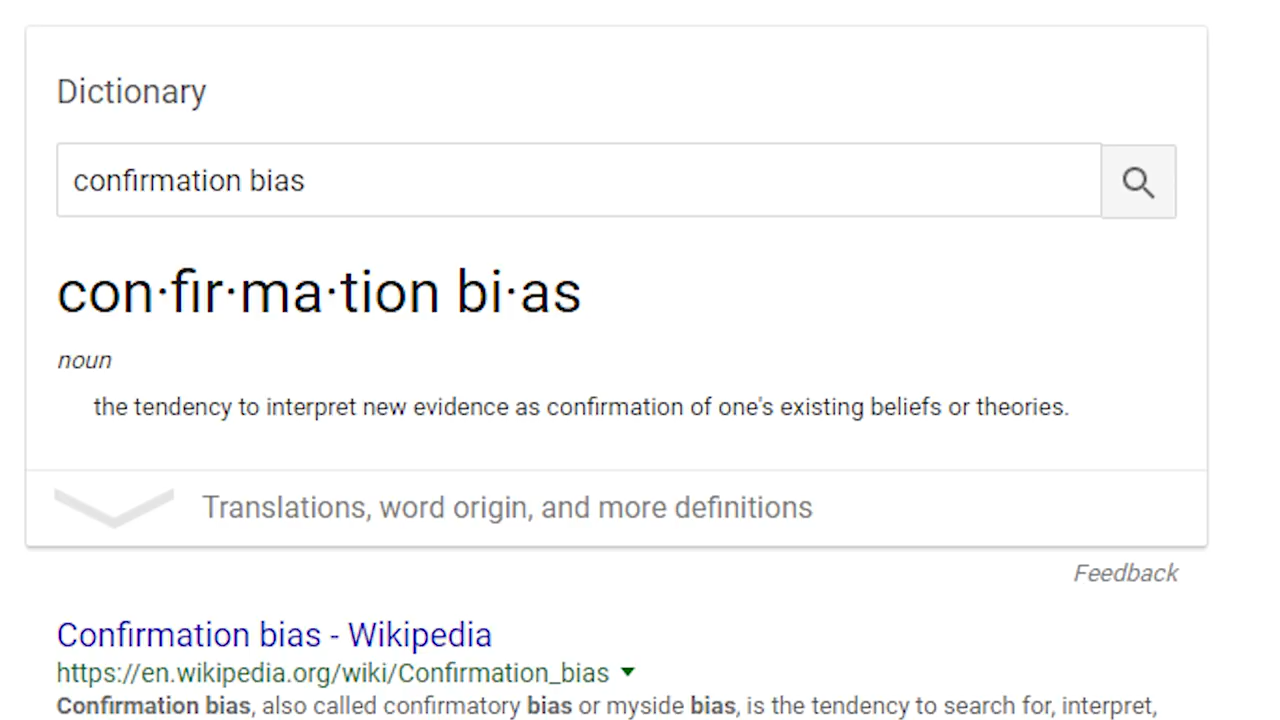 Dictionary
confirmation bias
con·fir·ma·tion bi·as
noun
the tendency to interpret new evidence as confirmation of one's existing beliefs or theories.
Translations, word origin, and more definitions
Feedback
Confirmation bias - Wikipedia
https://en.wikipedia.org/wiki/Confirmation_bias
Confirmation bias, also called confirmatory bias or myside bias, is the tendency to search for, interpret,